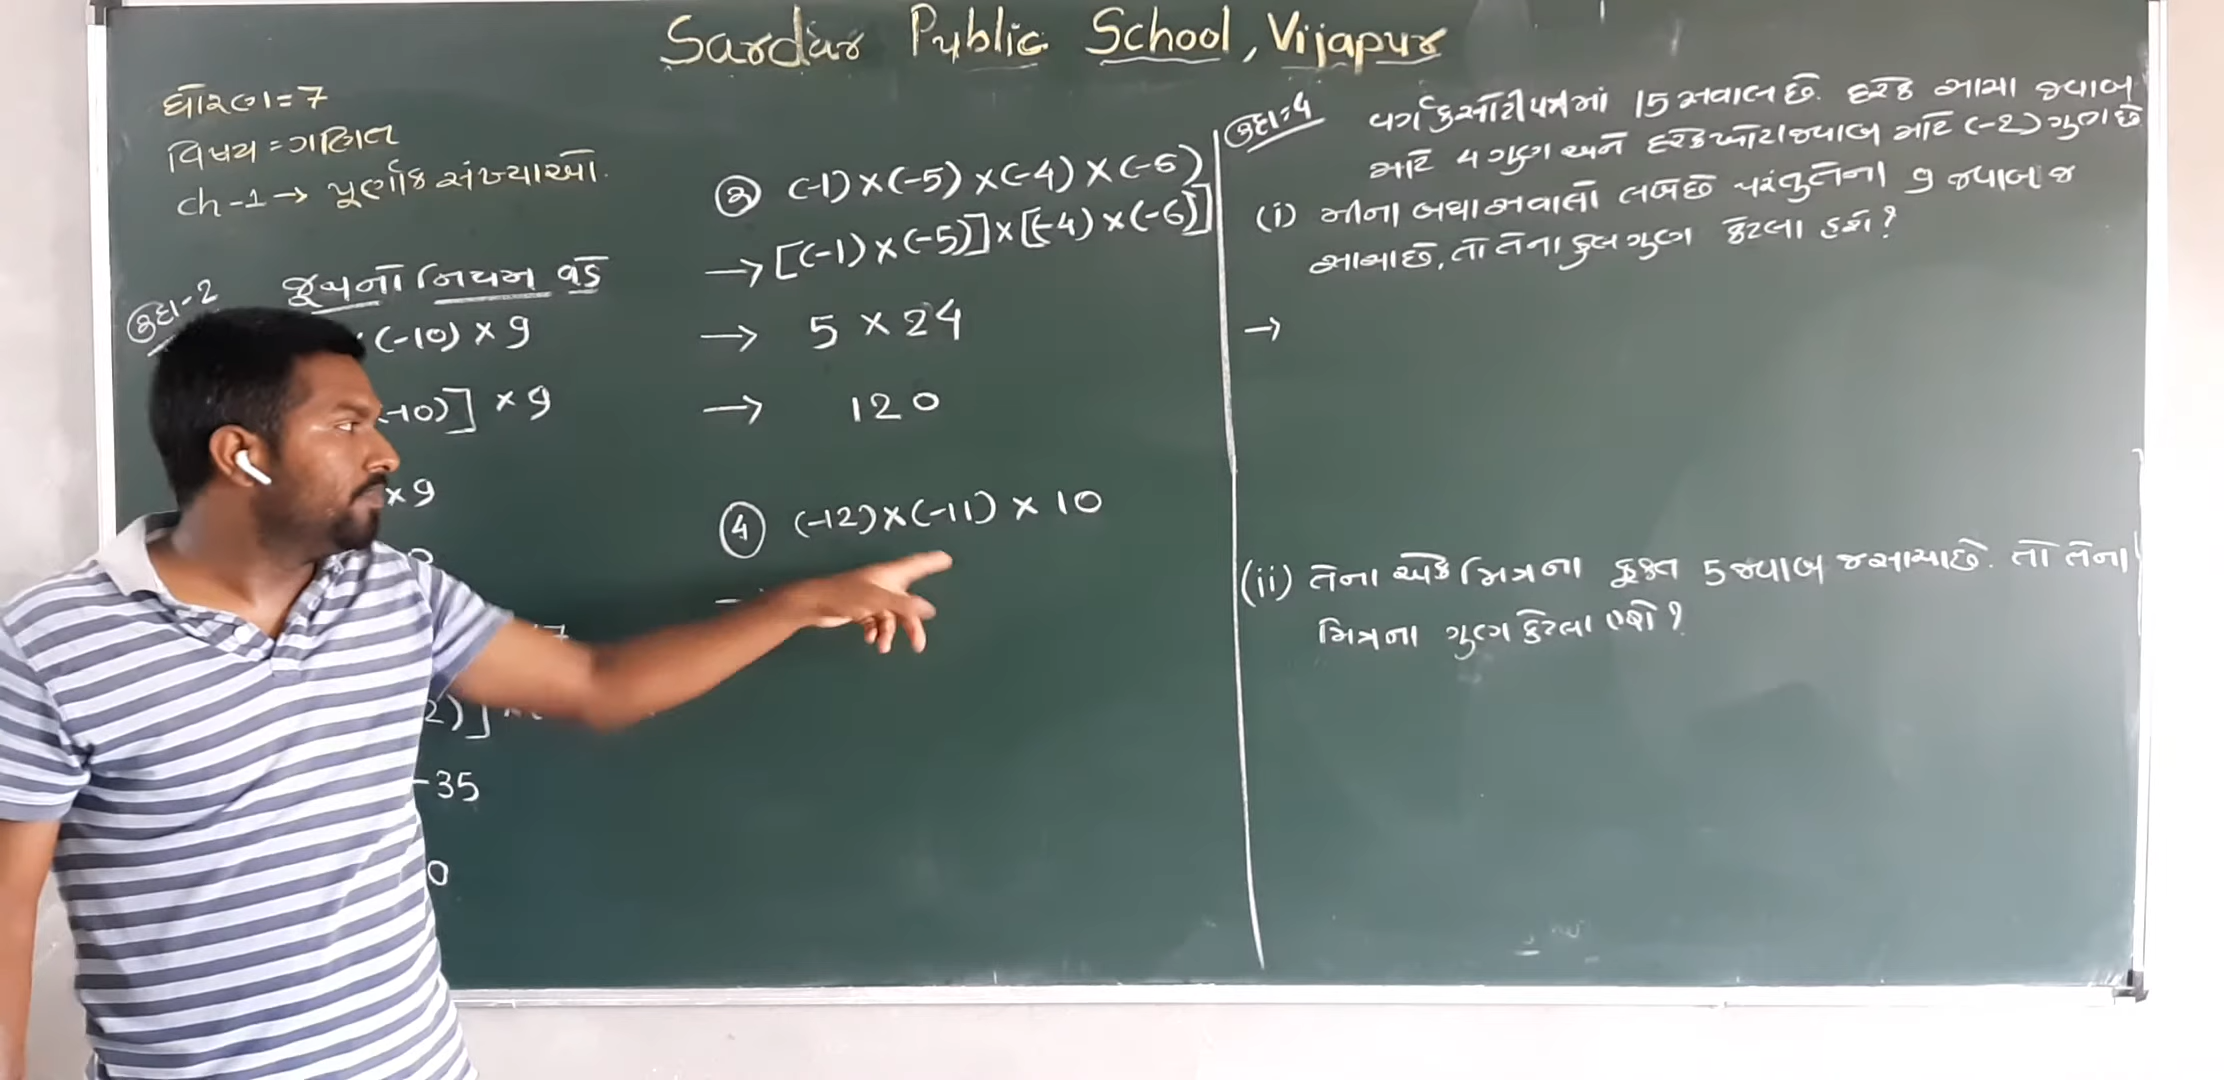 Sardar Public School, Vijapur
ધોરણ = 7
વિષય = ગણિત
ch-1 → પૂર્ણાંક સંખ્યાઓ.
ઉદા-2
જૂથનો નિયમ વડે
(-10) × 9
-10)] × 9
× 9
0
2)]
-35
0
③ (-1) × (-5) × (-4) × (-6)
→ [(-1) × (-5)] × [(-4) × (-6)]
→ 5 × 24
→ 120
④ (-12) × (-11) × 10
ઉદા:4
વર્ગ કસોટીપત્રમાં 15 સવાલ છે. દરેક સાચા જવાબ
માટે 4 ગુણ અને દરેક ખોટા જવાબ માટે (-2) ગુણ છે
(i) મીના બધા સવાલો લખે છે પરંતુ તેના 9 જવાબ જ
સાચા છે, તો તેના કુલ ગુણ કેટલા હશે?
→
(ii) તેના એક મિત્રના ફક્ત 5 જવાબ જ સાચા છે. તો તેના
મિત્રના ગુણ કેટલા હશે?